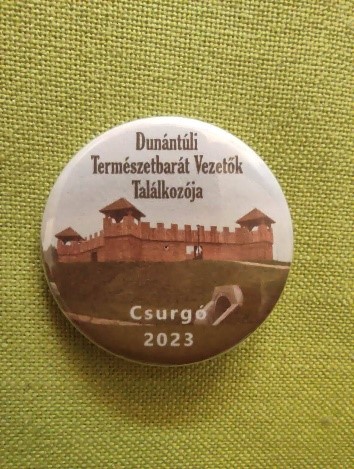 Dunántúli
Természetbarát Vezetők
Találkozója
Csurgó
2023